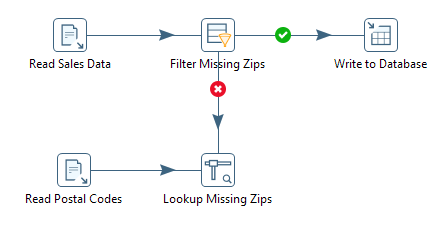 Read Sales Data
Filter Missing Zips
Write to Database
Read Postal Codes
Lookup Missing Zips